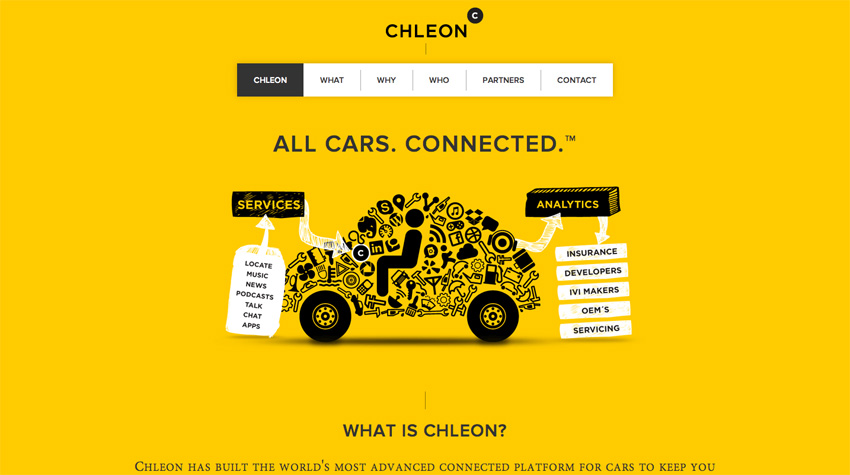 C
CHLEON
CHLEON WHAT WHY WHO PARTNERS CONTACT
ALL CARS. CONNECTED.™
SERVICES
ANALYTICS
C
LOCATE
MUSIC
NEWS
PODCASTS
TALK
CHAT
APPS
INSURANCE
DEVELOPERS
IVI MAKERS
OEM´S
SERVICING
WHAT IS CHLEON?
Chleon has built the world's most advanced connected platform for cars to keep you